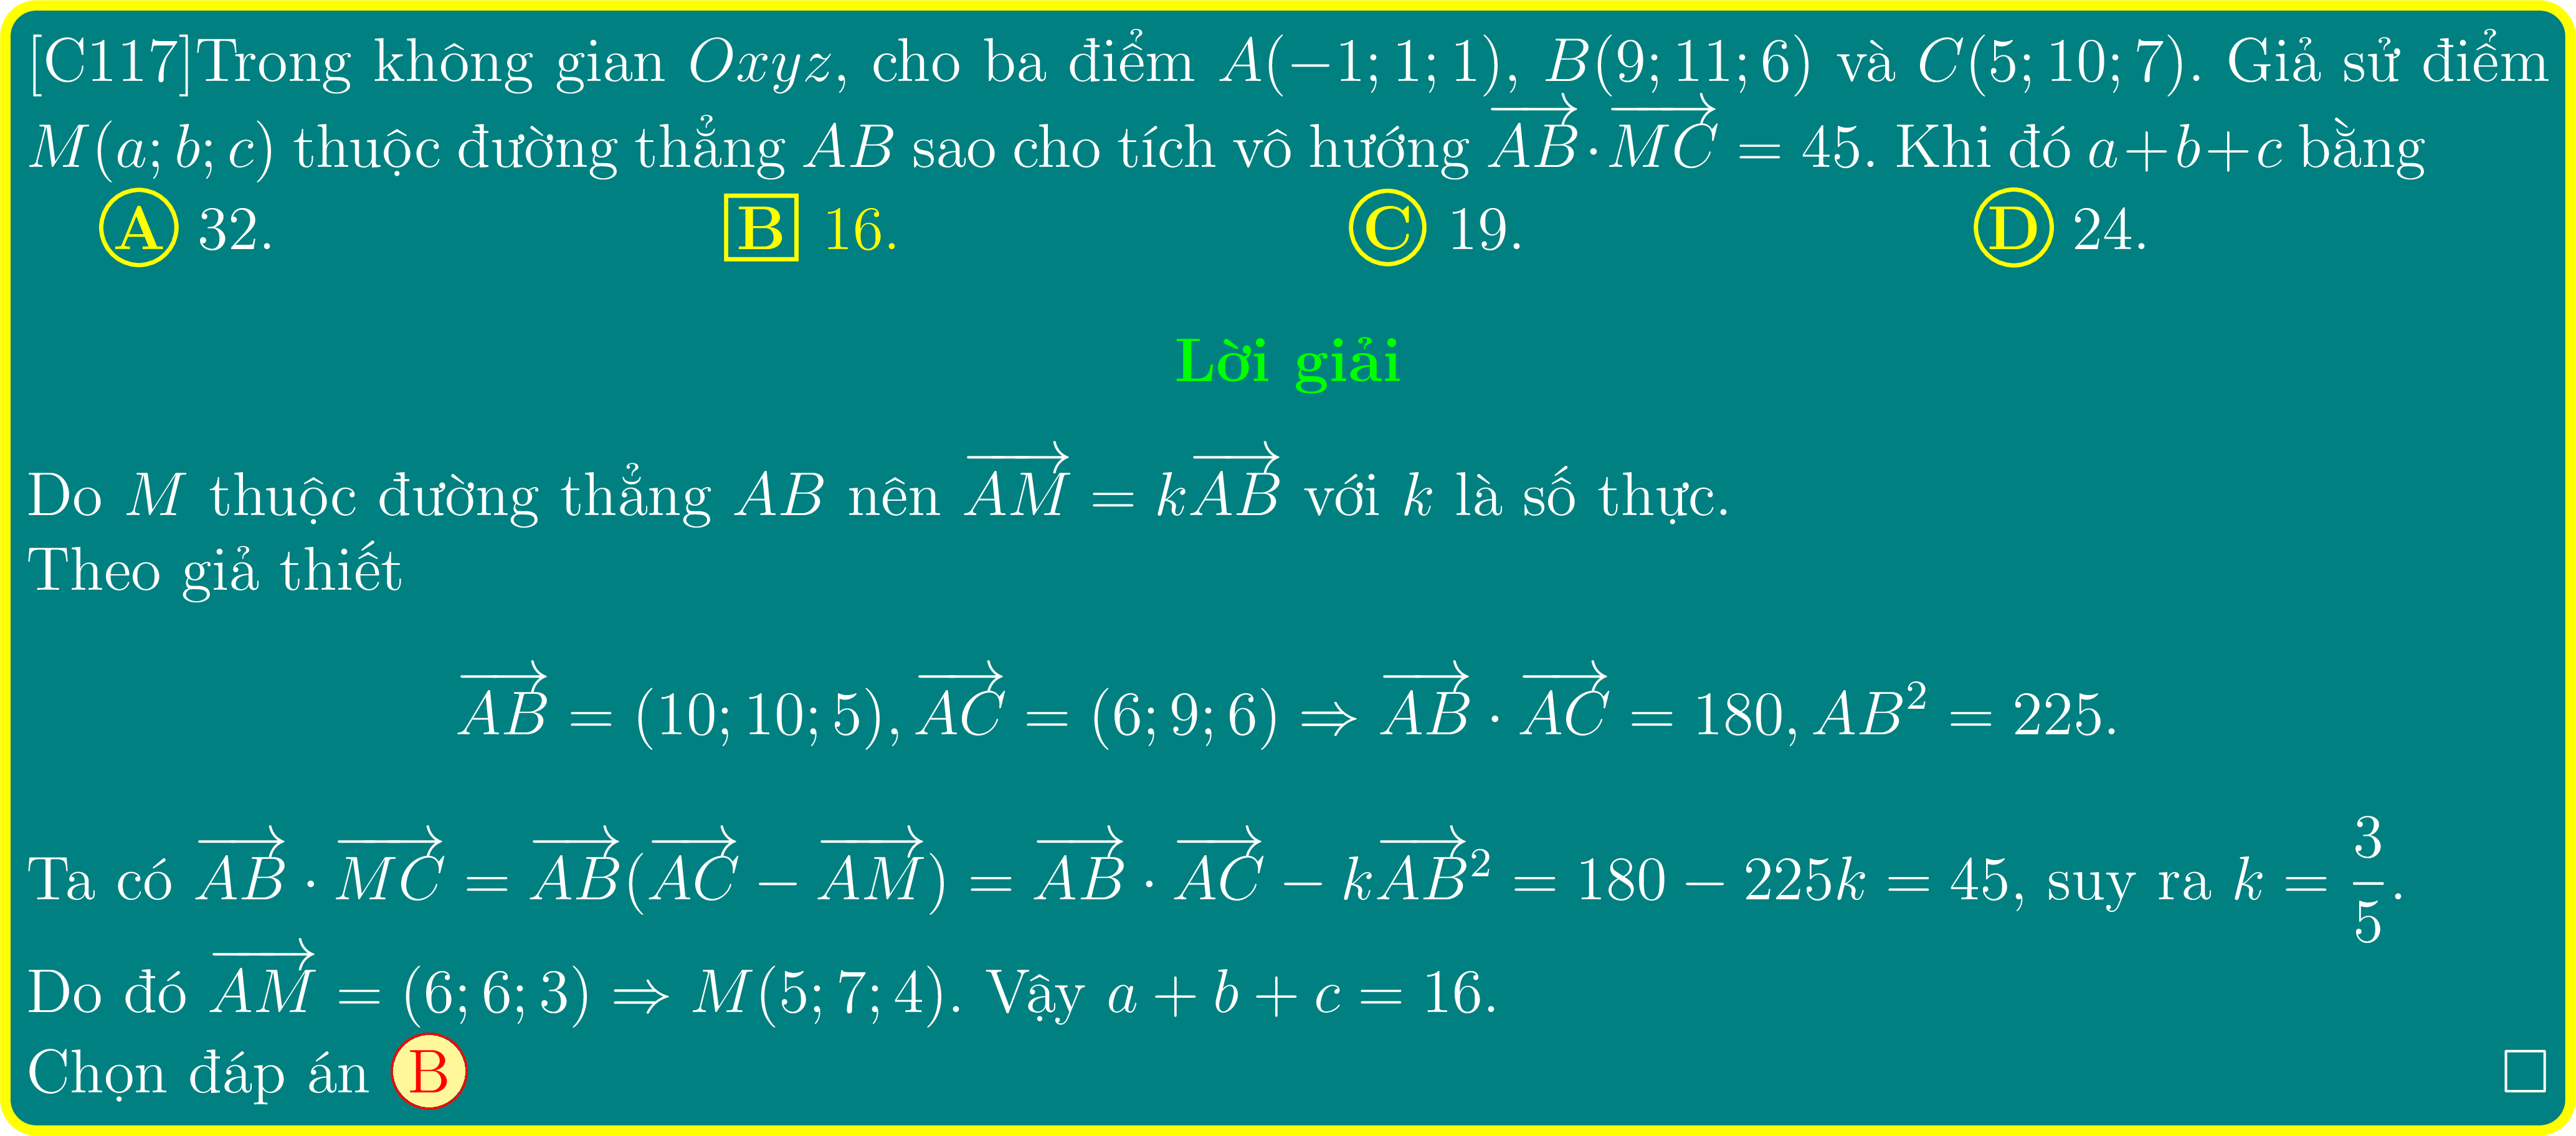 [C117]Trong không gian Oxyz, cho ba điểm A(−1; 1; 1), B(9; 11; 6) và C(5; 10; 7). Giả sử điểm
M(a; b; c) thuộc đường thẳng AB sao cho tích vô hướng $\overrightarrow{AB}\cdot\overrightarrow{MC}$ = 45. Khi đó a+b+c bằng
A 32. B 16. C 19. D 24.
Lời giải
Do M thuộc đường thẳng AB nên $\overrightarrow{AM} = k\overrightarrow{AB}$ với k là số thực.
Theo giả thiết
$\overrightarrow{AB} = (10; 10; 5), \overrightarrow{AC} = (6; 9; 6) \Rightarrow \overrightarrow{AB}\cdot\overrightarrow{AC} = 180, AB^2 = 225.$
Ta có $\overrightarrow{AB}\cdot\overrightarrow{MC} = \overrightarrow{AB}(\overrightarrow{AC} - \overrightarrow{AM}) = \overrightarrow{AB}\cdot\overrightarrow{AC} - k\overrightarrow{AB}^2 = 180 - 225k = 45$, suy ra $k = \dfrac{3}{5}$.
Do đó $\overrightarrow{AM} = (6; 6; 3) \Rightarrow M(5; 7; 4)$. Vậy a + b + c = 16.
Chọn đáp án B □